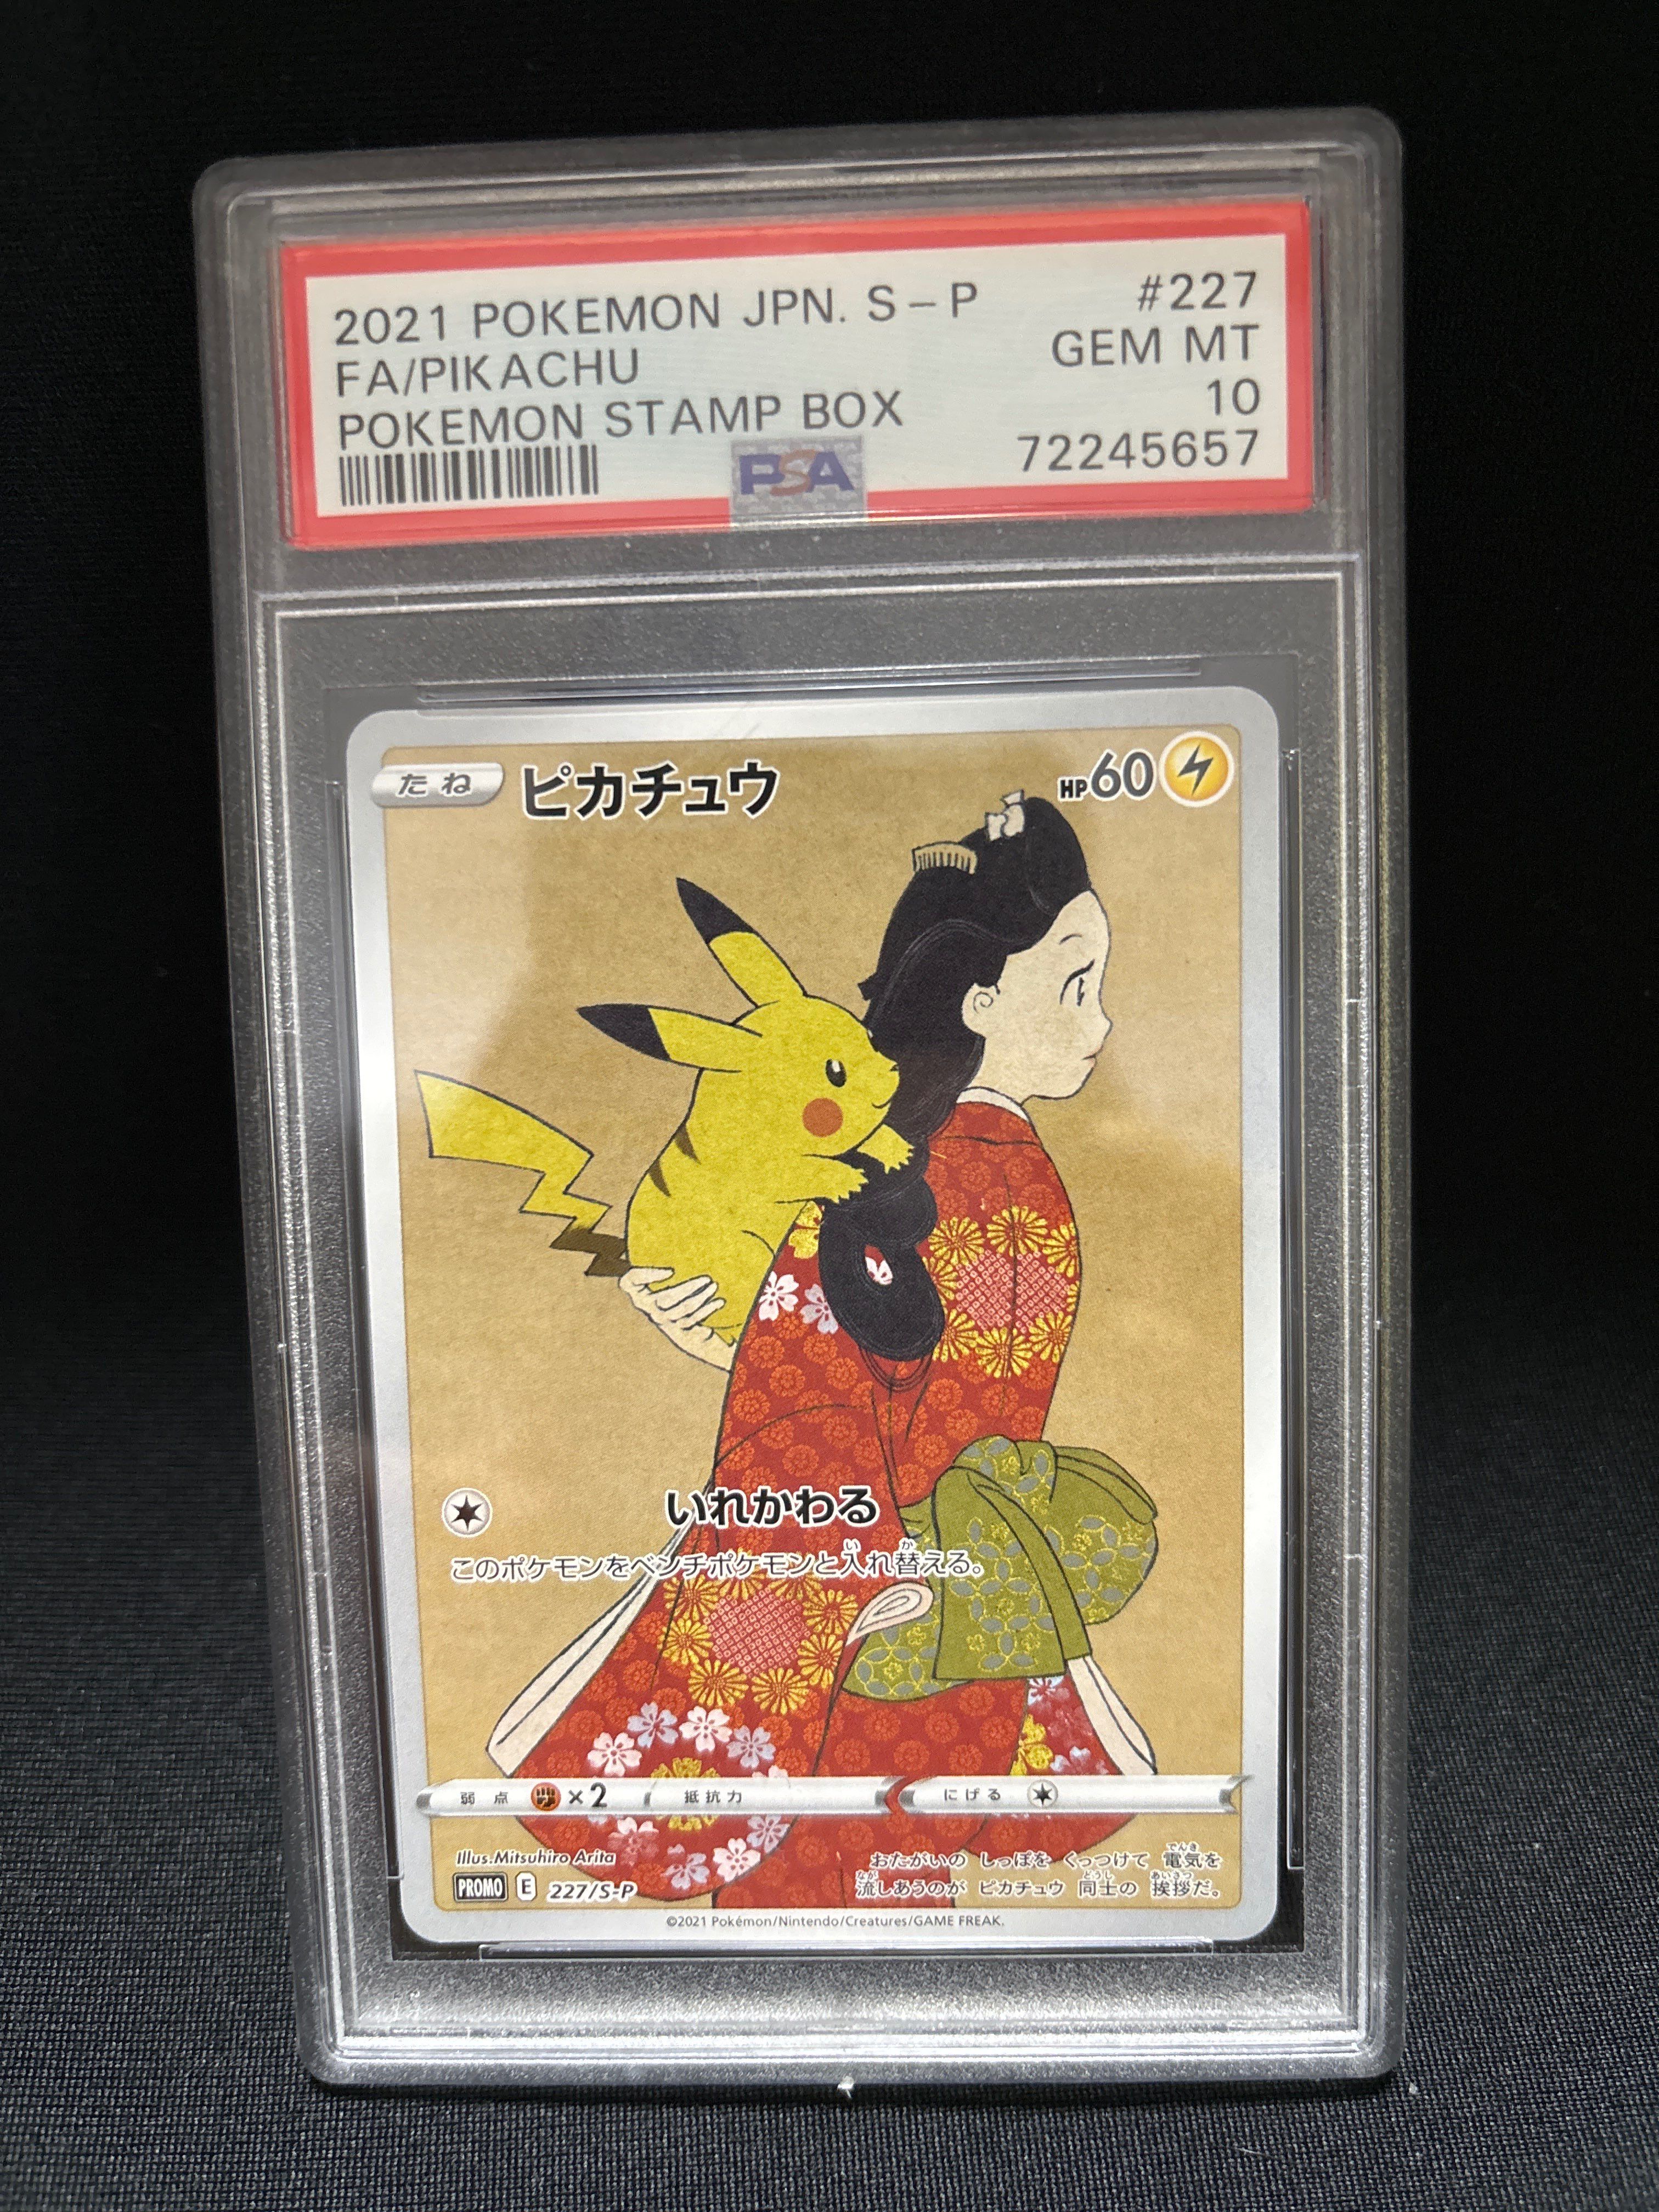 2021 POKEMON JPN. S-P #227
FA/PIKACHU GEM MT
POKEMON STAMP BOX 10
PSA 72245657
たね ピカチュウ HP60
いれかわる
このポケモンをベンチポケモンと入れ替える。
弱点 ×2 抵抗力 にげる
Illus.Mitsuhiro Arita
おたがいの しっぽを くっつけて 電気を
PROMO E 227/S-P
流しあうのが ピカチュウ 同士の 挨拶だ。
©2021 Pokémon/Nintendo/Creatures/GAME FREAK.